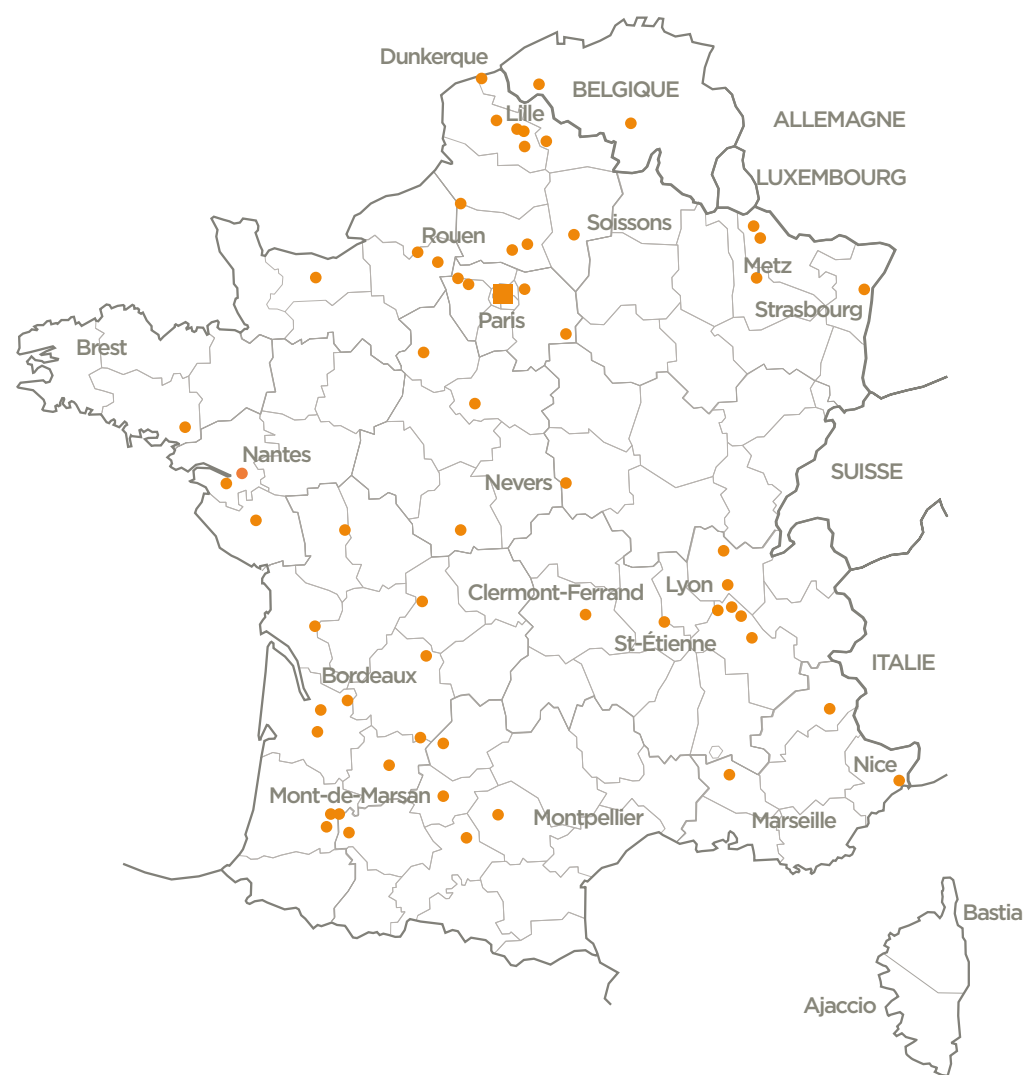 Dunkerque
BELGIQUE
Lille
ALLEMAGNE
LUXEMBOURG
Soissons
Rouen
Metz
Strasbourg
Paris
Brest
Nantes
SUISSE
Nevers
Clermont-Ferrand
Lyon
St-Étienne
ITALIE
Bordeaux
Nice
Mont-de-Marsan
Montpellier
Marseille
Bastia
Ajaccio